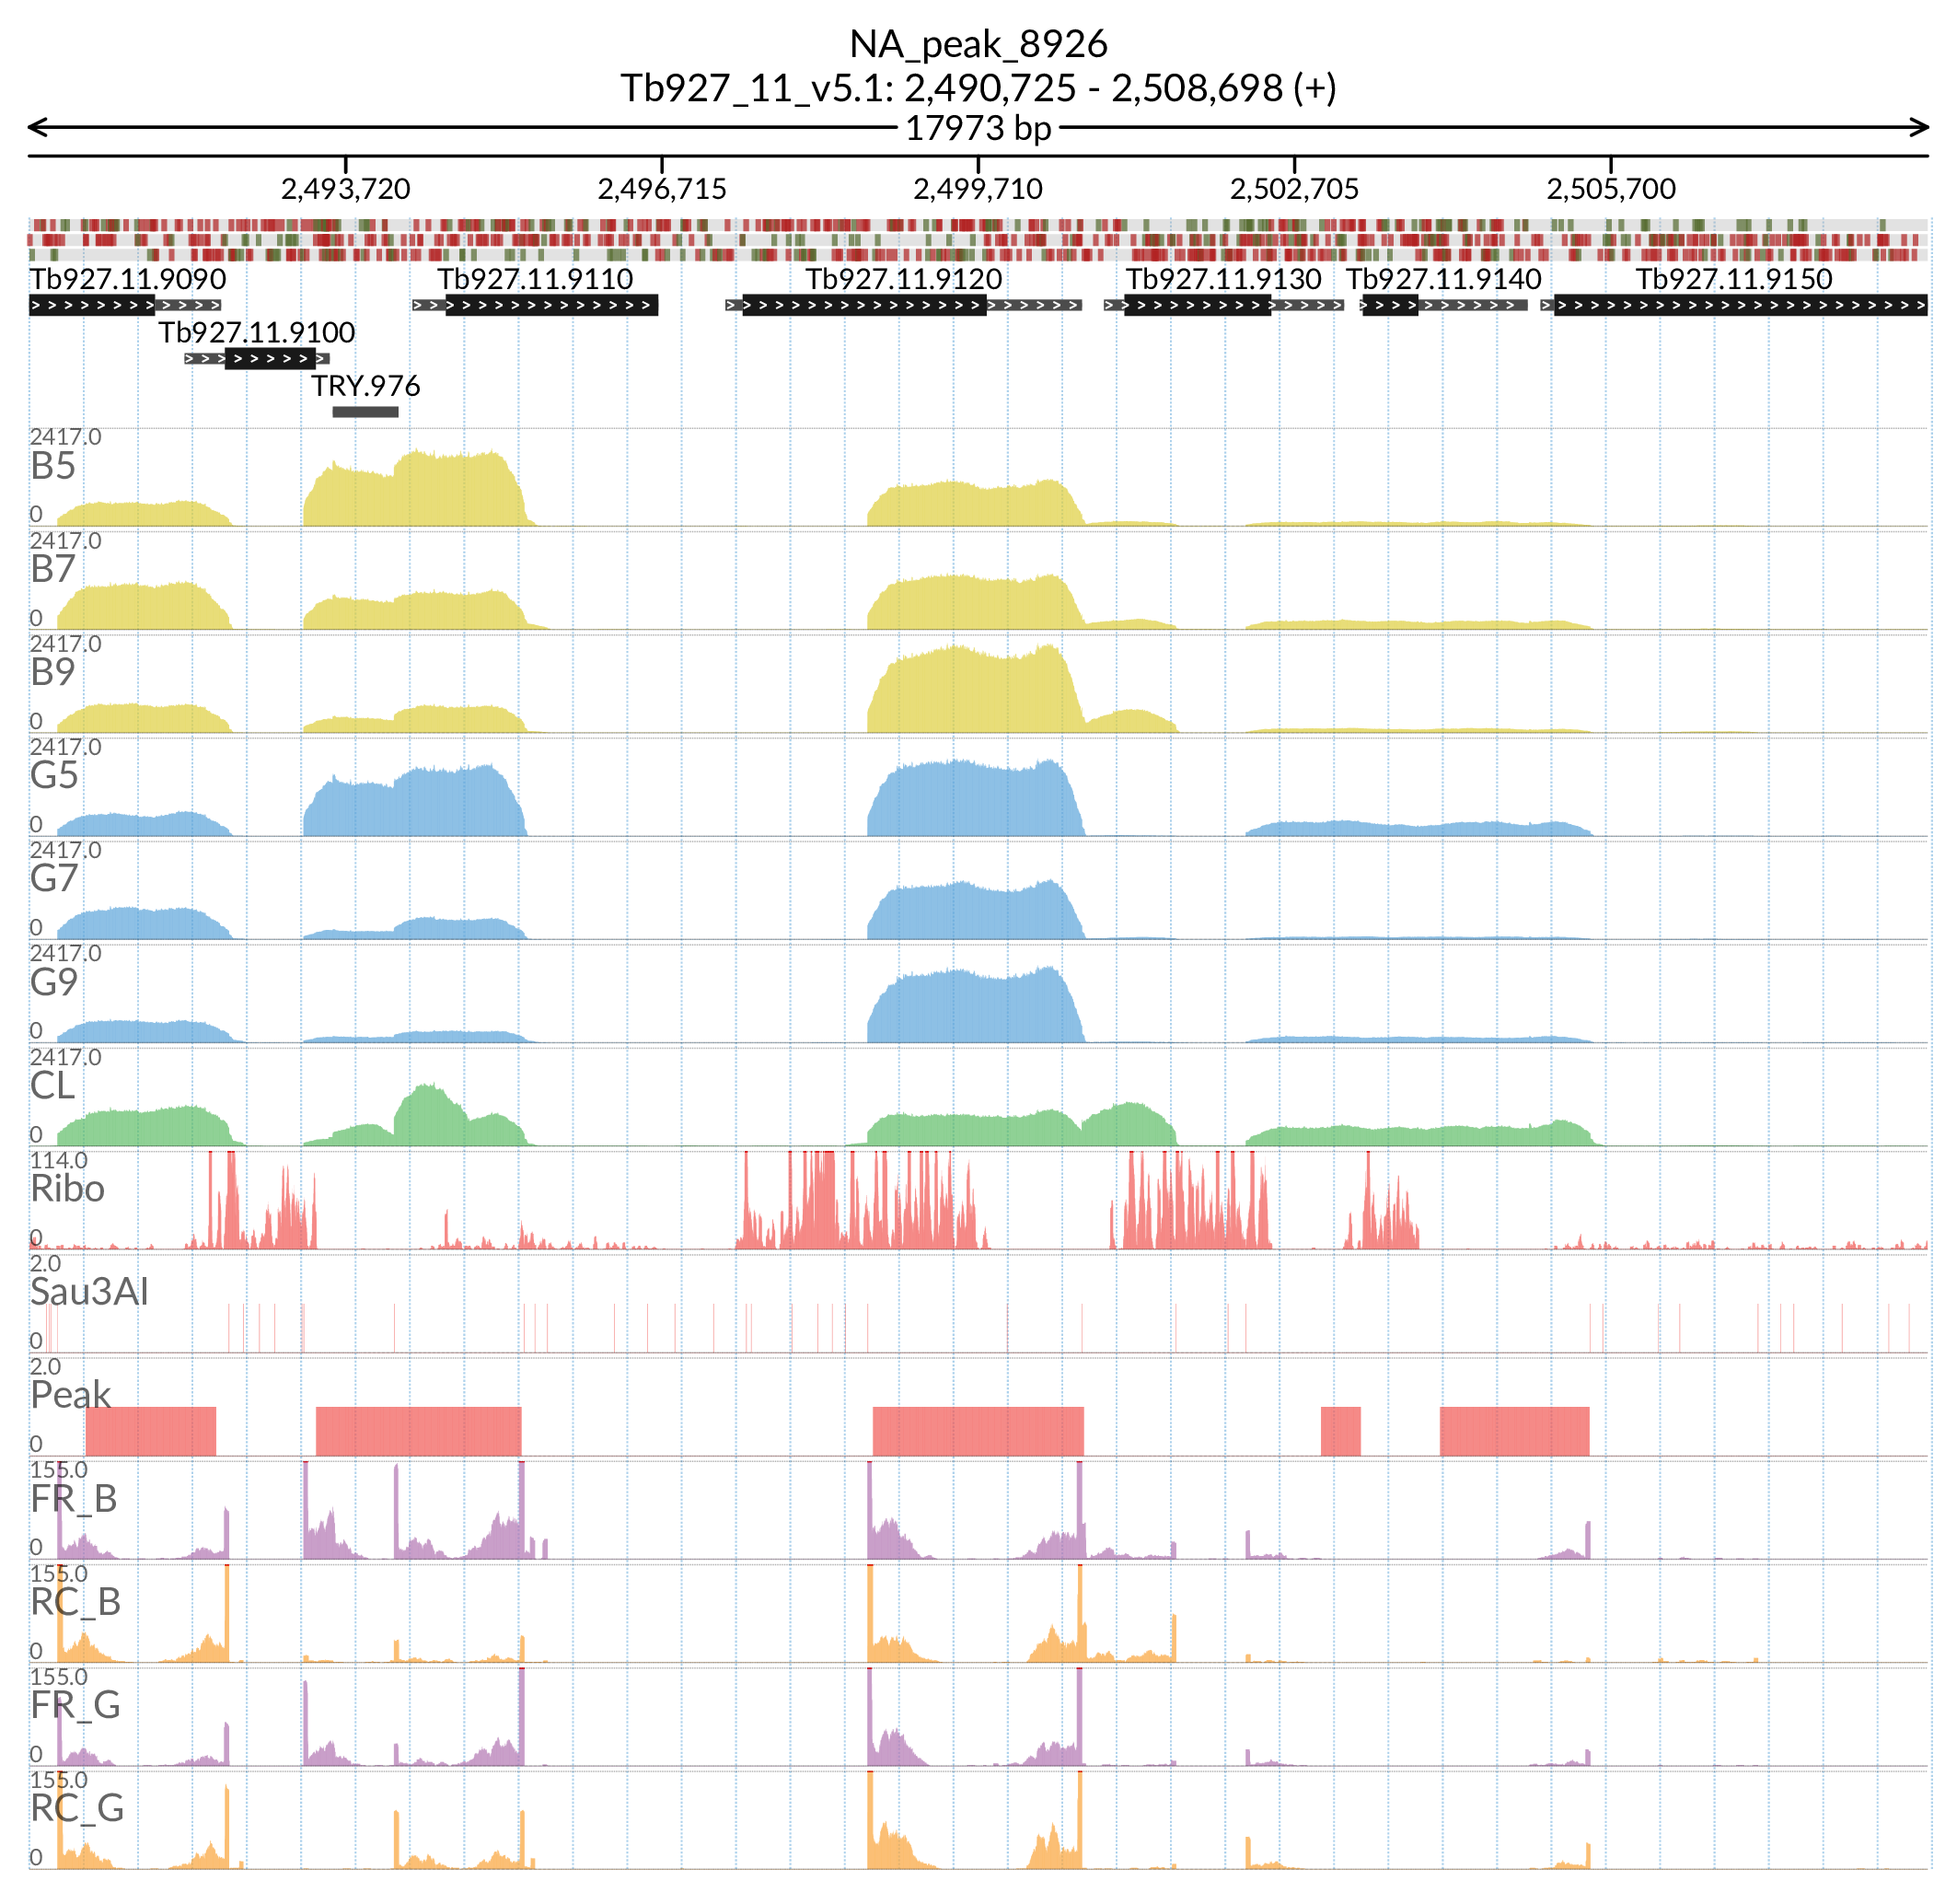 NA_peak_8926
Tb927_11_v5.1: 2,490,725 - 2,508,698 (+)
17973 bp
2,493,720 2,496,715 2,499,710 2,502,705 2,505,700
Tb927.11.9090 Tb927.11.9110 Tb927.11.9120 Tb927.11.9130 Tb927.11.9140 Tb927.11.9150
Tb927.11.9100
TRY.976
2417.0
B5
0
2417.0
B7
0
2417.0
B9
0
2417.0
G5
0
2417.0
G7
0
2417.0
G9
0
2417.0
CL
0
114.0
Ribo
0
2.0
Sau3AI
0
2.0
Peak
0
155.0
FR_B
0
155.0
RC_B
0
155.0
FR_G
0
155.0
RC_G
0